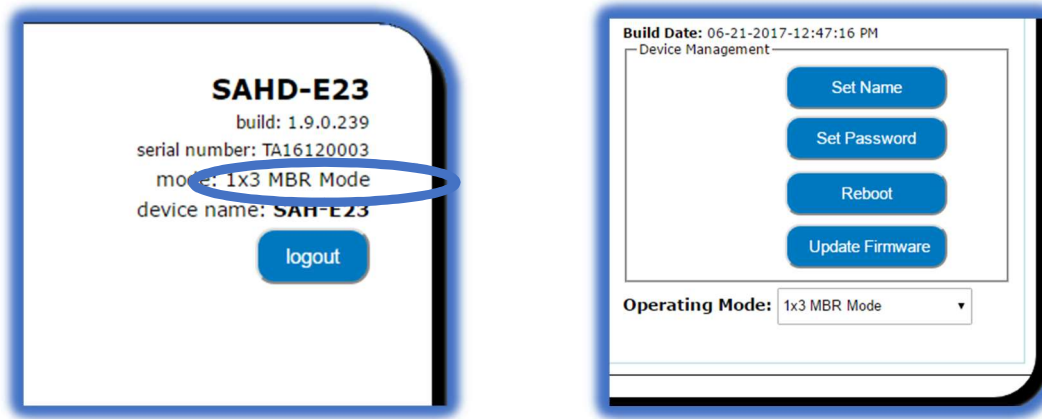 SAHD-E23
build: 1.9.0.239
serial number: TA16120003
mode: 1x3 MBR Mode
device name: SAH-E23
logout
Build Date: 06-21-2017-12:47:16 PM
Device Management
Set Name
Set Password
Reboot
Update Firmware
Operating Mode: 1x3 MBR Mode